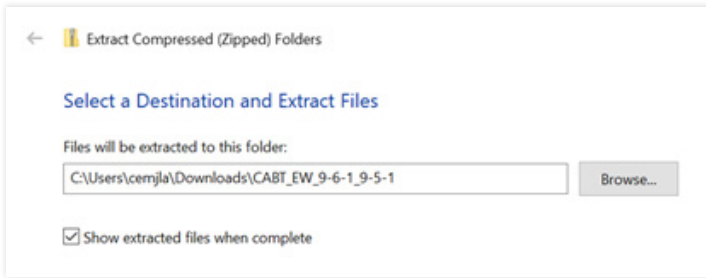 Extract Compressed (Zipped) Folders
Select a Destination and Extract Files
Files will be extracted to this folder:
C:\Users\cemjla\Downloads\CABT_EW_9-6-1_9-5-1
Browse...
Show extracted files when complete